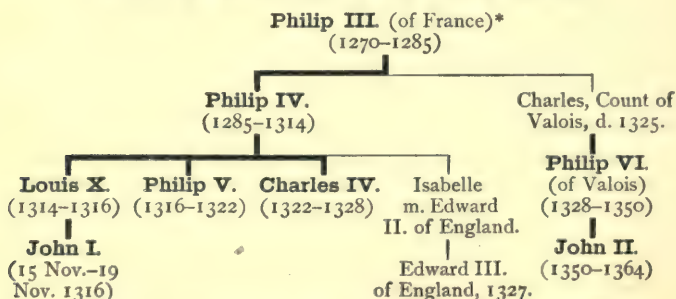 Philip III. (of France)*
(1270–1285)
Philip IV.
(1285–1314)
Charles, Count of
Valois, d. 1325.
Louis X.
(1314–1316)
Philip V.
(1316–1322)
Charles IV.
(1322–1328)
Isabelle
m. Edward
II. of England.
Philip VI.
(of Valois)
(1328–1350)
John I.
(15 Nov.–19
Nov. 1316)
Edward III.
of England, 1327.
John II.
(1350–1364)